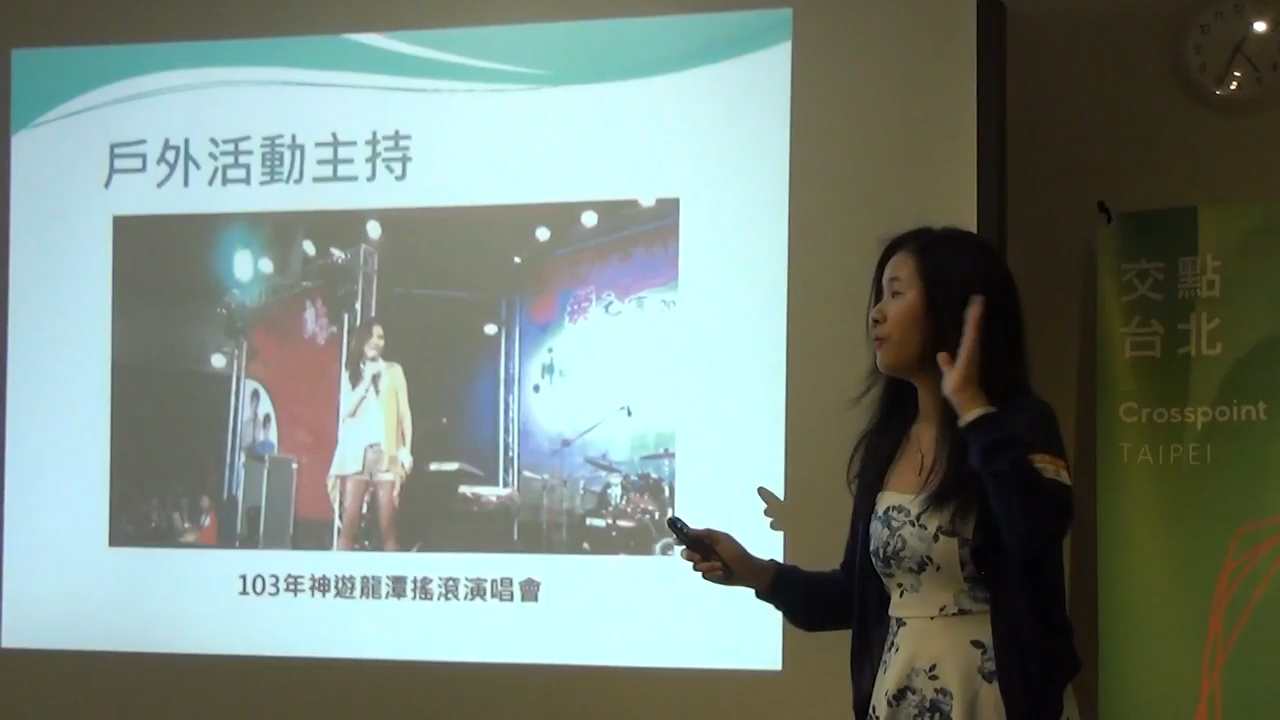 戶外活動主持
103年神遊龍潭搖滾演唱會
交點
台北
Crosspoint
TAIPEI